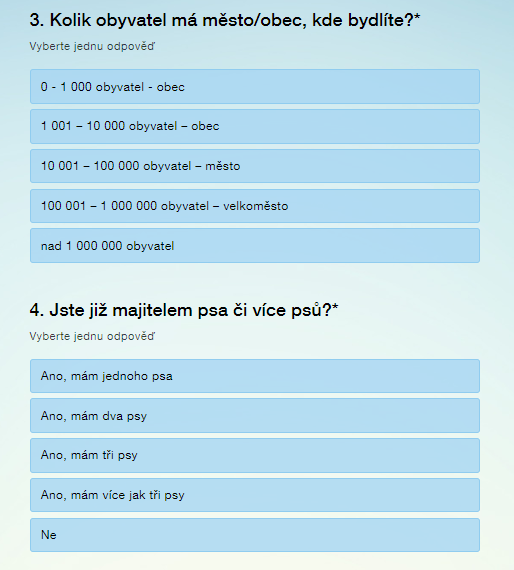 3. Kolik obyvatel má město/obec, kde bydlíte?*
Vyberte jednu odpověď
0 - 1 000 obyvatel - obec
1 001 – 10 000 obyvatel – obec
10 001 – 100 000 obyvatel – město
100 001 – 1 000 000 obyvatel – velkoměsto
nad 1 000 000 obyvatel
4. Jste již majitelem psa či více psů?*
Vyberte jednu odpověď
Ano, mám jednoho psa
Ano, mám dva psy
Ano, mám tři psy
Ano, mám více jak tři psy
Ne